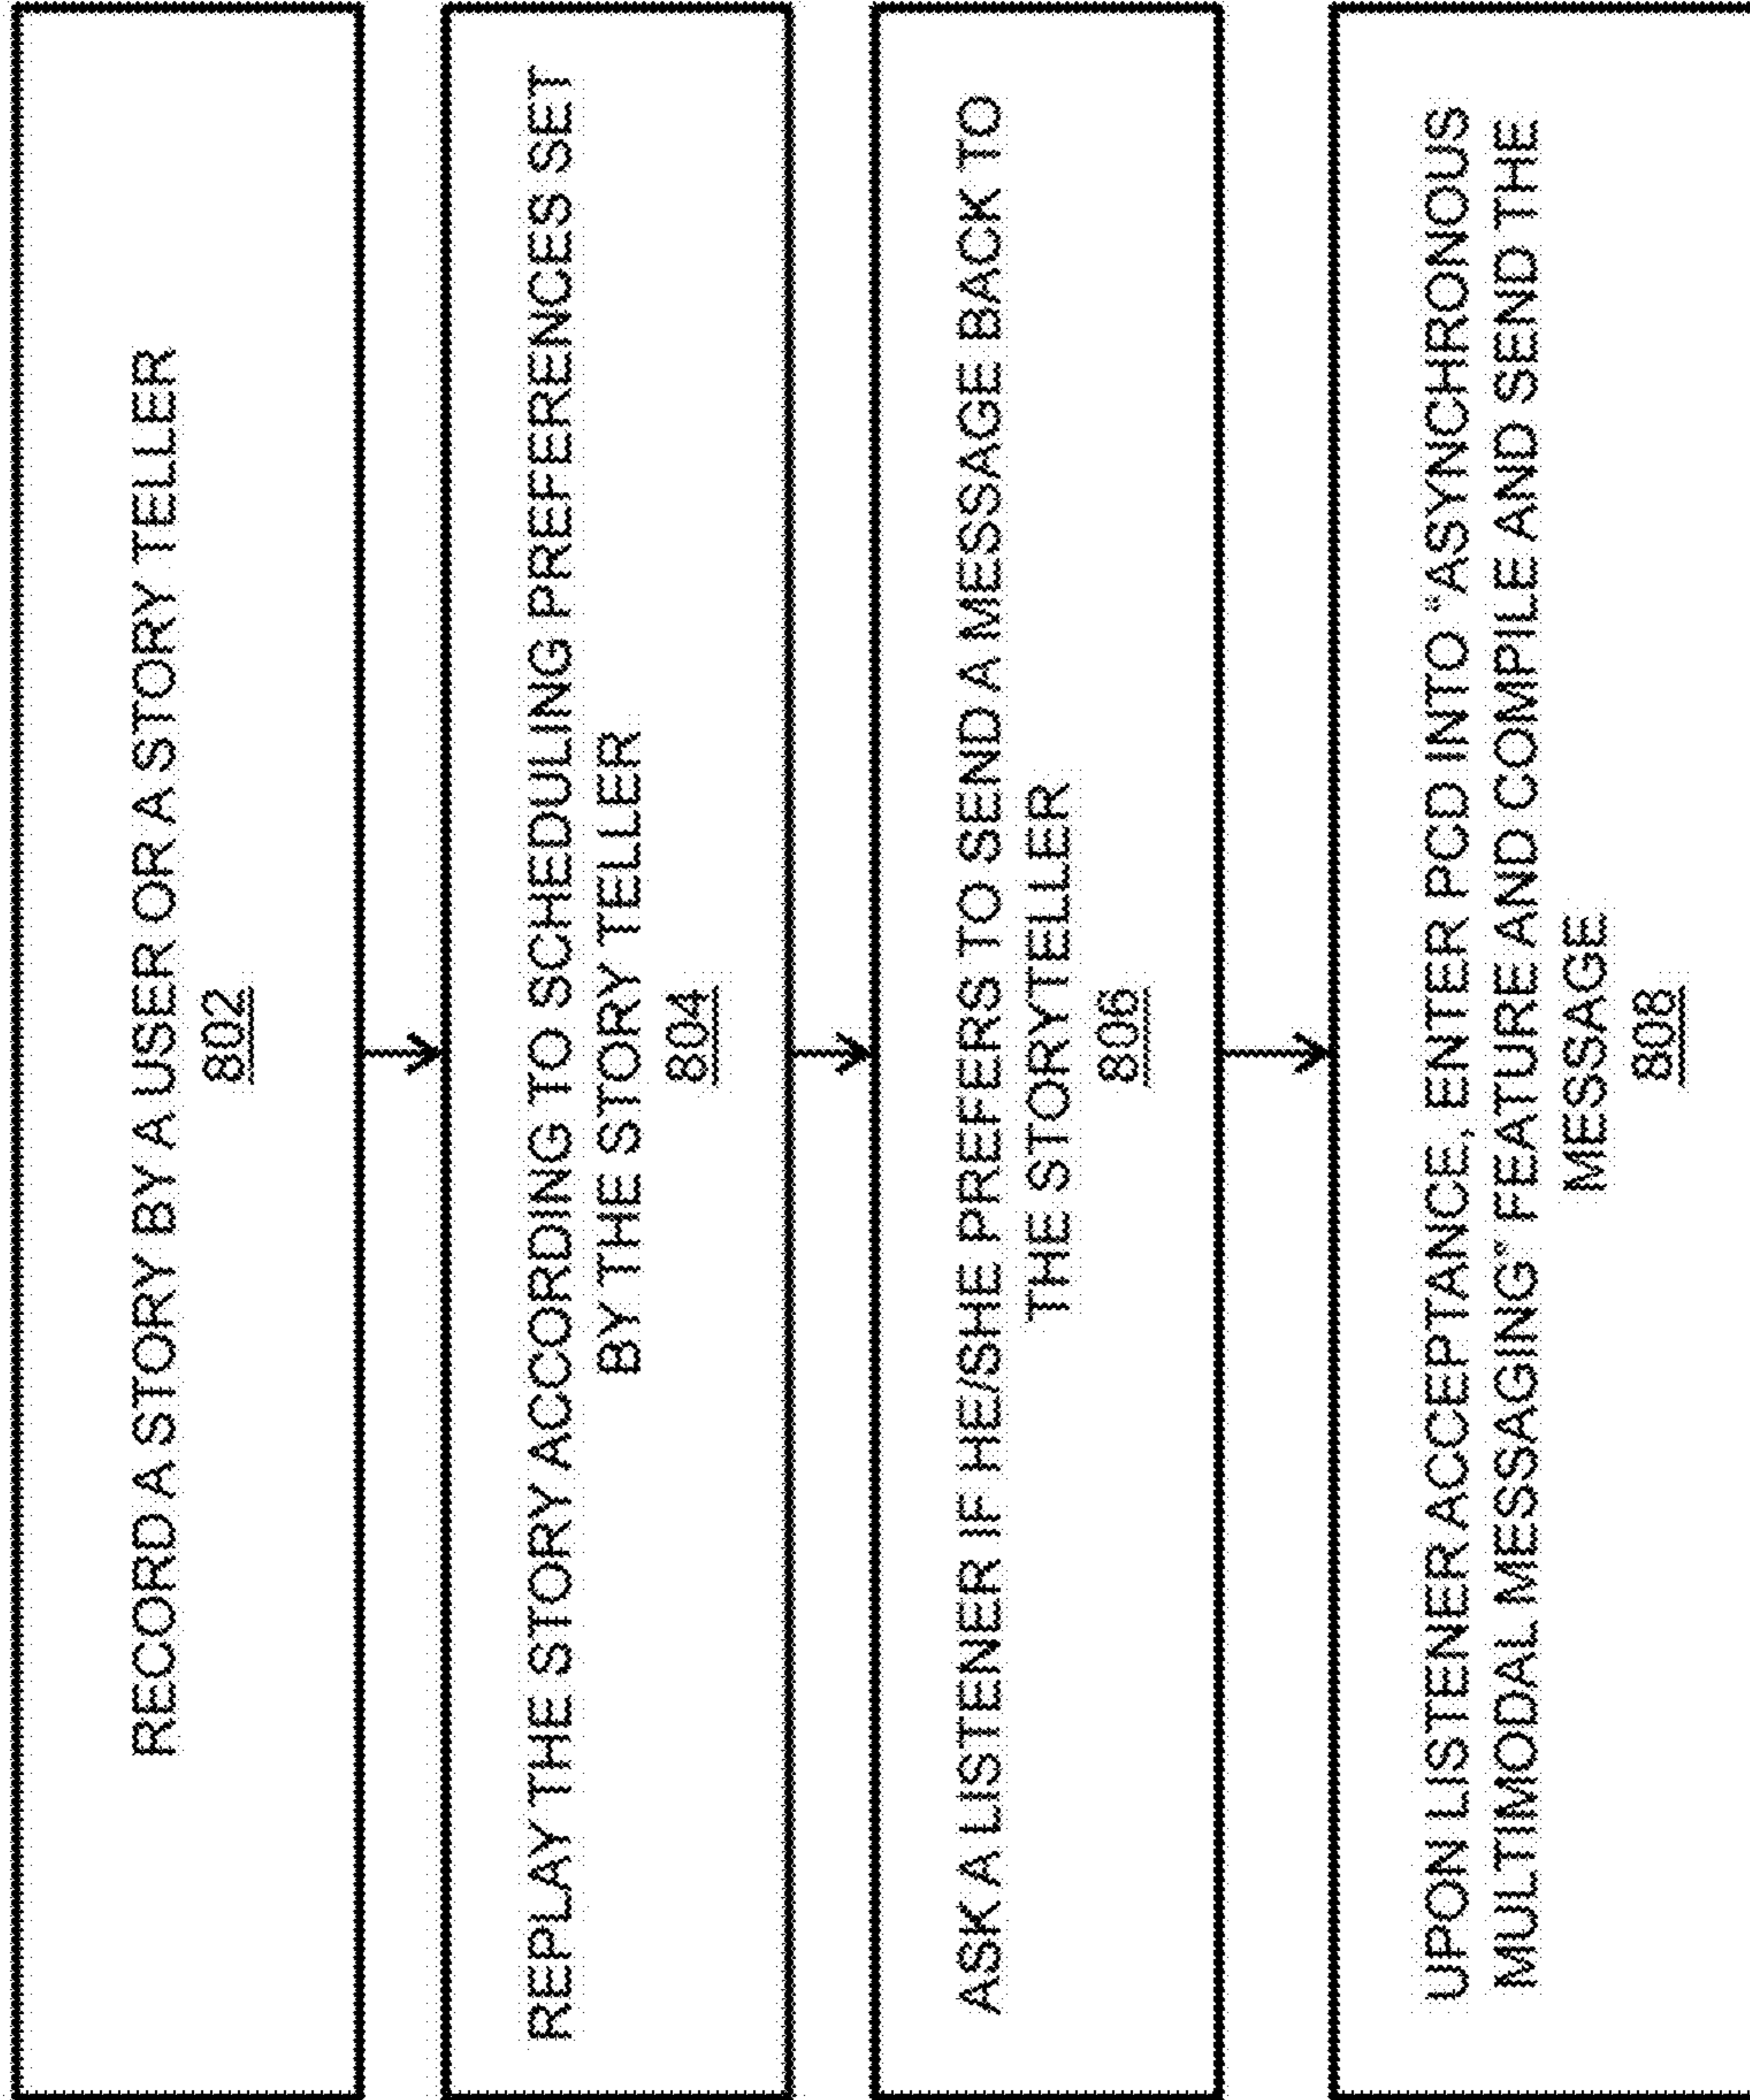 RECORD A STORY BY A USER OR A STORY TELLER
802
REPLAY THE STORY ACCORDING TO SCHEDULING PREFERENCES SET
BY THE STORY TELLER
804
ASK A LISTENER IF HE/SHE PREFERS TO SEND A MESSAGE BACK TO
THE STORYTELLER
806
UPON LISTENER ACCEPTANCE, ENTER PCD INTO "ASYNCHRONOUS
MULTIMODAL MESSAGING" FEATURE AND COMPILE AND SEND THE
MESSAGE
808